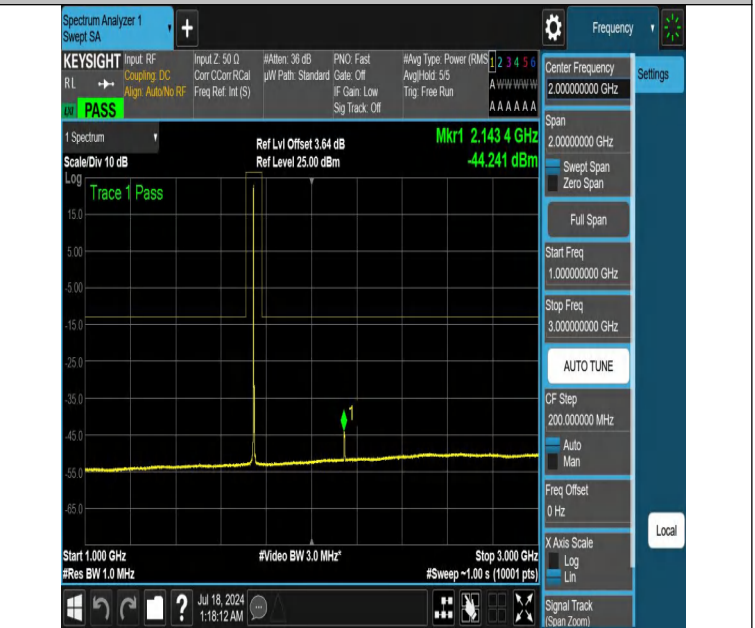 Spectrum Analyzer 1
Swept SA
+
Frequency
KEYSIGHT
RL
PASS
Input: RF
Coupling: DC
Align: Auto/No RF
Input Z: 50 Ω
Corr CCorr RCal
Freq Ref: Int (S)
#Atten: 36 dB
µW Path: Standard
PNO: Fast
Gate: Off
IF Gain: Low
Sig Track: Off
#Avg Type: Power (RMS
Avg|Hold: 5/5
Trig: Free Run
1 2 3 4 5 6
A W W W W W
A A A A A A
1 Spectrum
Scale/Div 10 dB
Ref Lvl Offset 3.64 dB
Ref Level 25.00 dBm
Mkr1 2.143 4 GHz
-44.241 dBm
Log
Trace 1 Pass
15.0
5.00
-5.00
-15.0
-25.0
-35.0
-45.0
-55.0
-65.0
1
Start 1.000 GHz
#Res BW 1.0 MHz
#Video BW 3.0 MHz*
Stop 3.000 GHz
#Sweep ~1.00 s (10001 pts)
Jul 18, 2024
1:18:12 AM
?
Center Frequency
2.000000000 GHz
Settings
Span
2.00000000 GHz
Swept Span
Zero Span
Full Span
Start Freq
1.000000000 GHz
Stop Freq
3.000000000 GHz
AUTO TUNE
CF Step
200.000000 MHz
Auto
Man
Freq Offset
0 Hz
X Axis Scale
Log
Lin
Local
Signal Track
(Span Zoom)